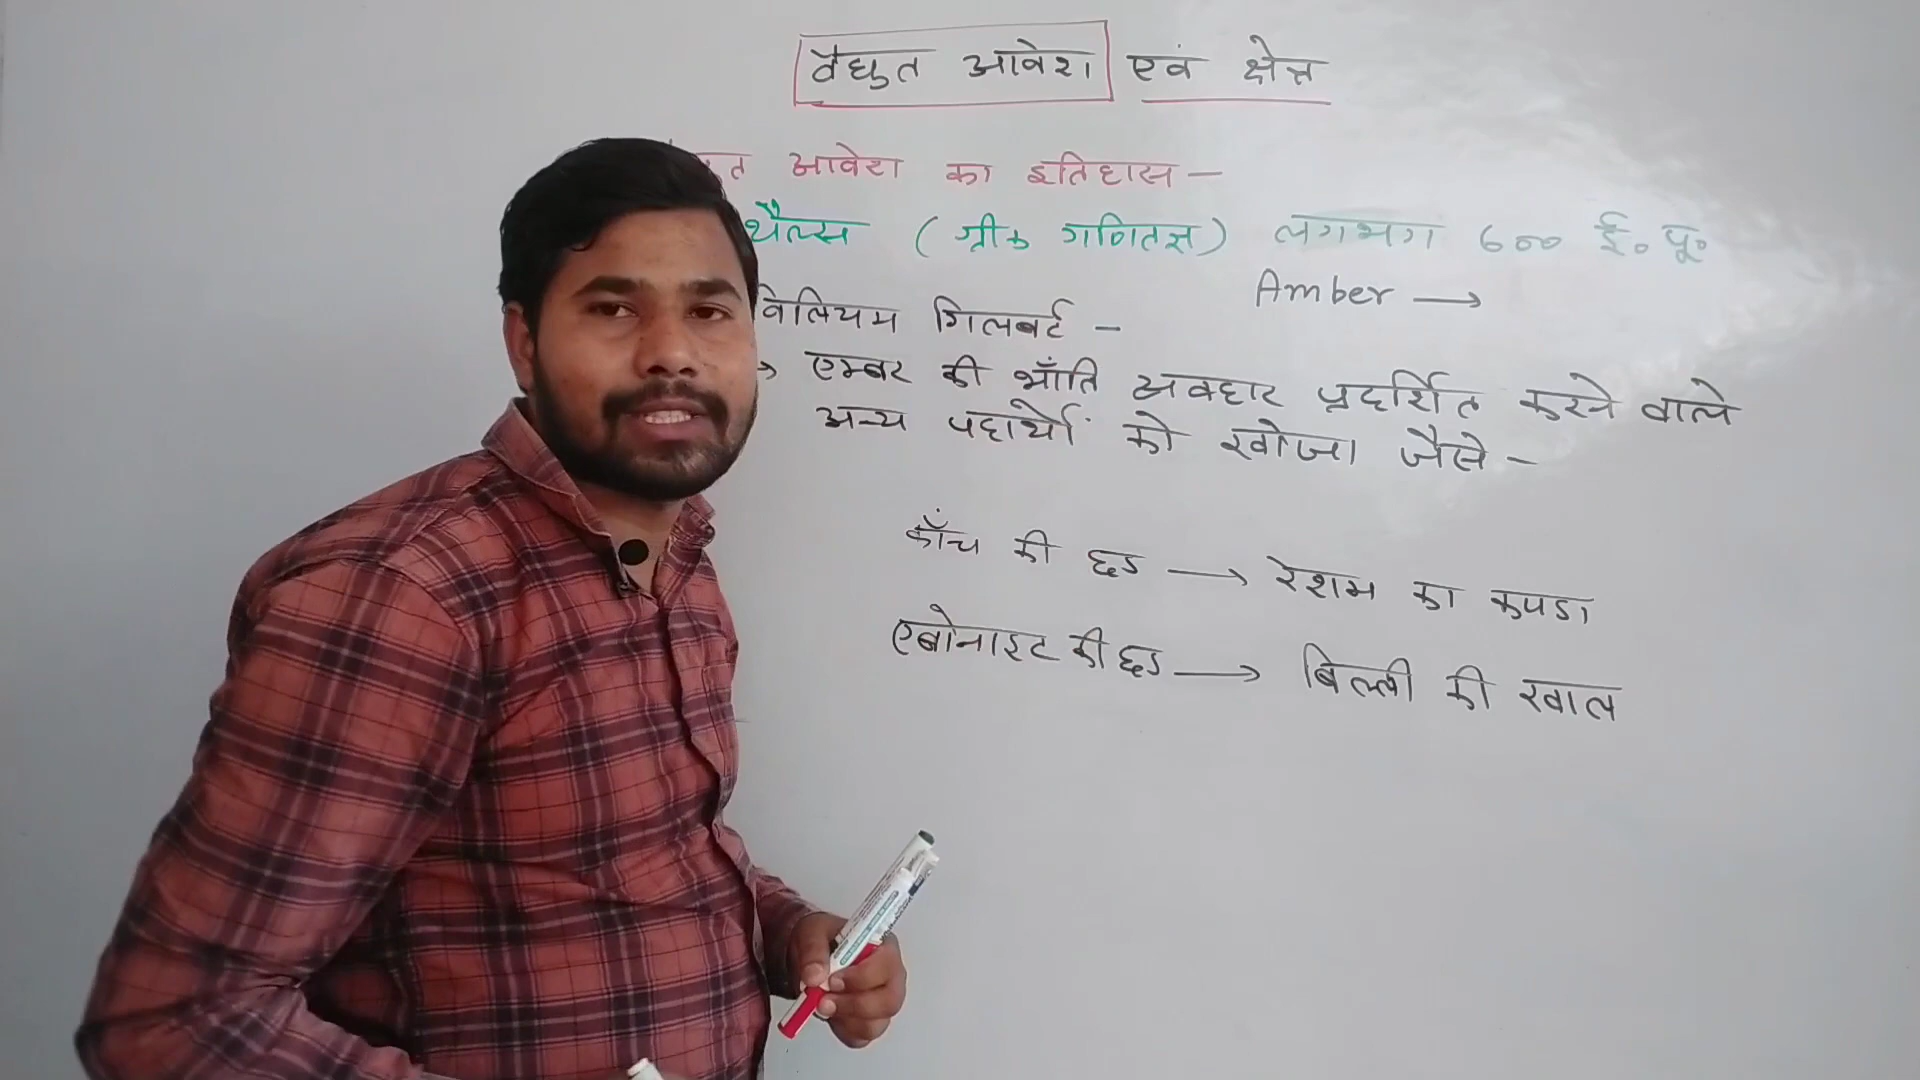 वैद्युत आवेश एवं क्षेत्र
आवेश का इतिहास –
थैल्स ( ग्रीक गणितज्ञ ) लगभग 600 ई० पू०
Amber →
विलियम गिलबर्ट –
→ एम्बर की भाँति व्यवहार प्रदर्शित करने वाले
अन्य पदार्थों को खोजा जैसे –
काँच की छड → रेशम का कपडा
एबोनाइट की छड → बिल्ली की खाल